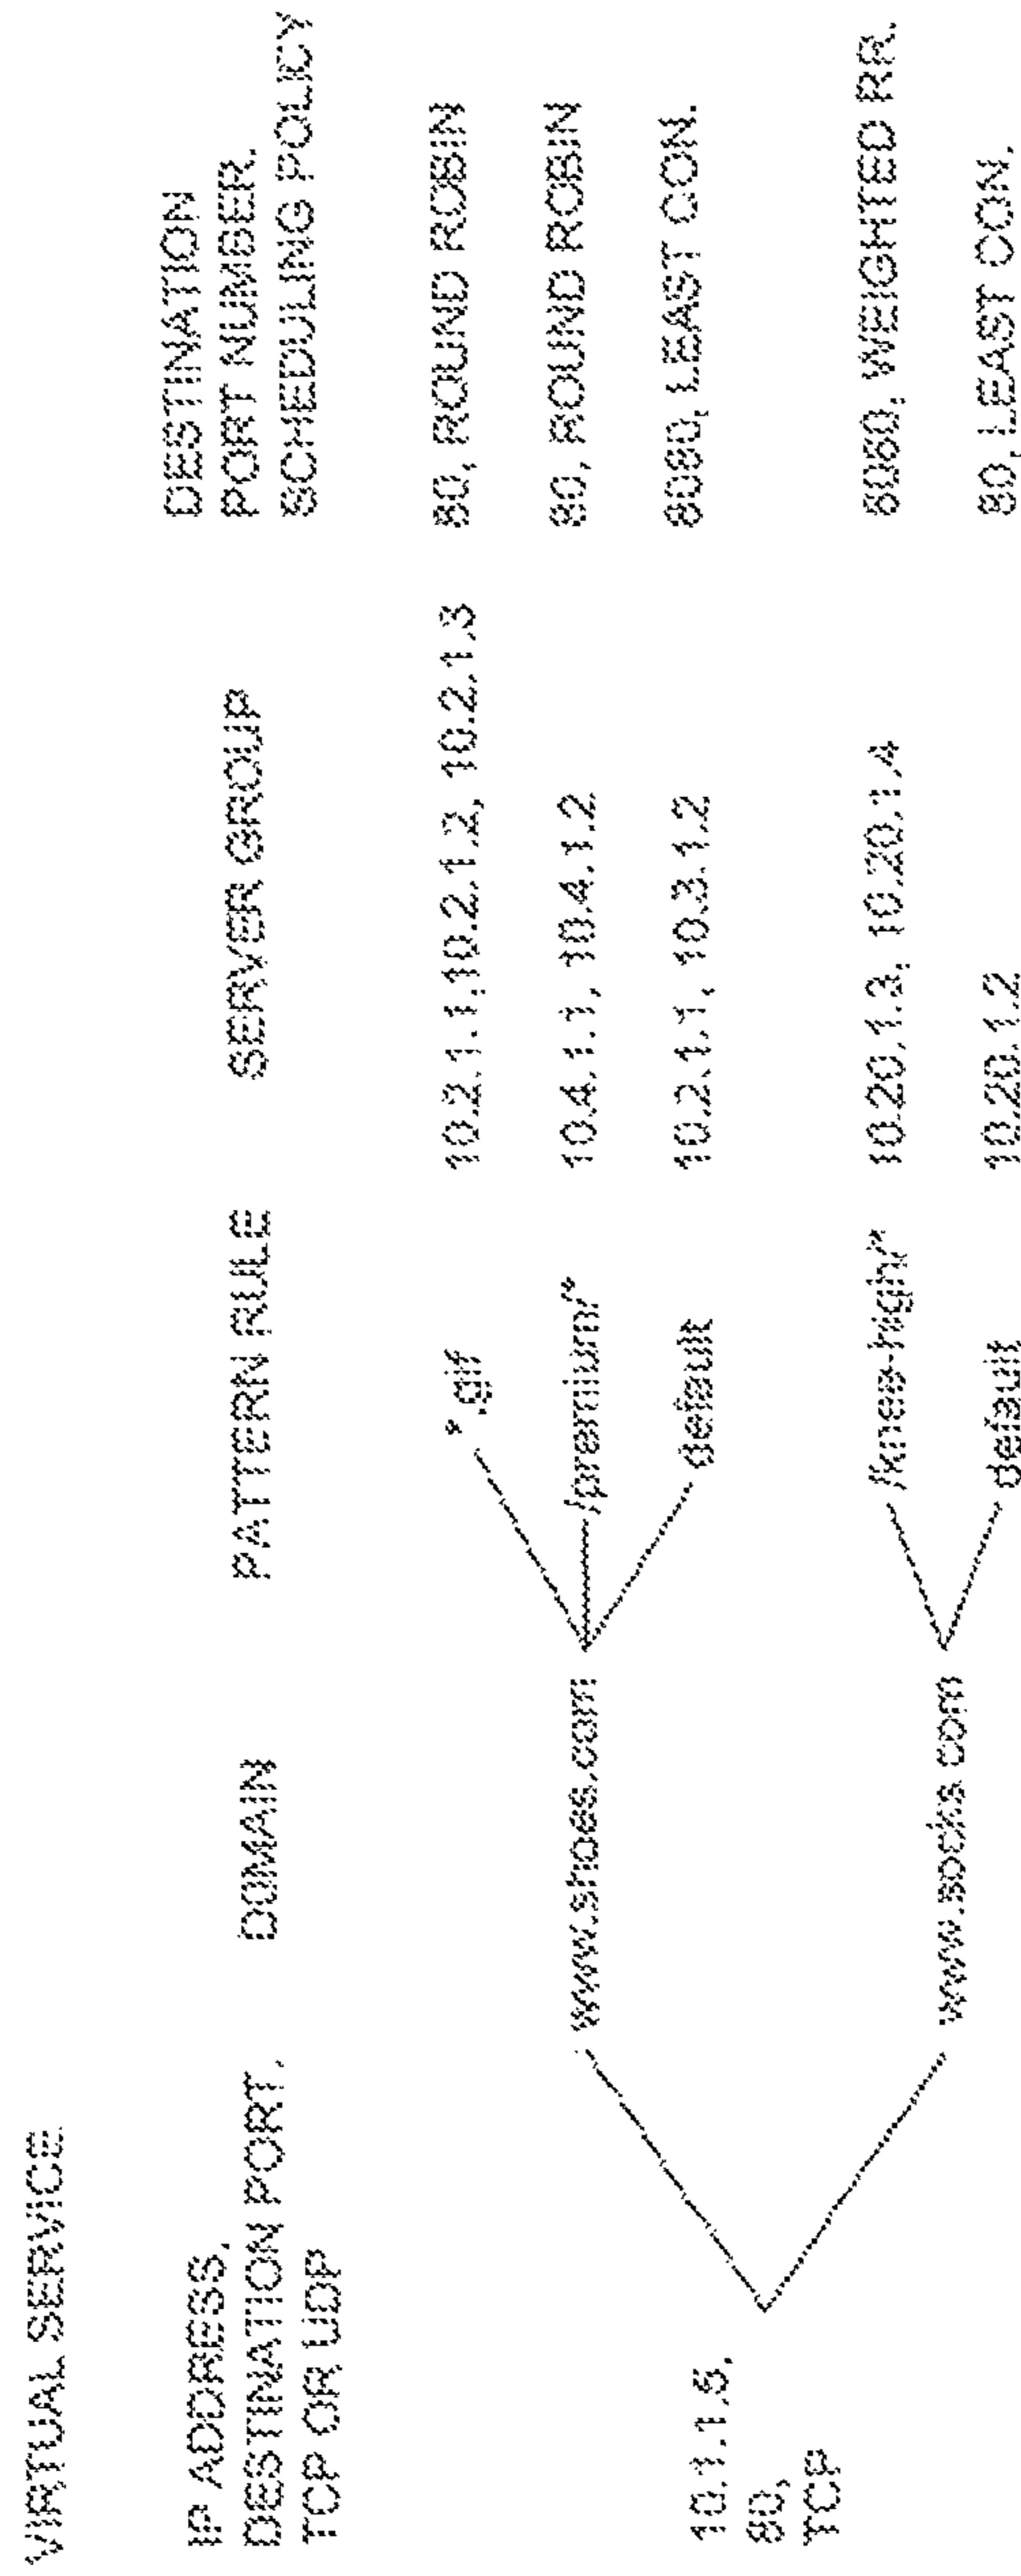 VIRTUAL SERVICE
IP ADDRESS,
DESTINATION PORT,
TCP OR UDP
DOMAIN
PATTERN RULE
SERVER GROUP
DESTINATION
PORT NUMBER,
SCHEDULING POLICY
10.1.1.5,
80,
TCP
www.shoes.com
*.gif
10.2.1.1,10.2.1.2, 10.2.1.3
80, ROUND ROBIN
/premium/*
10.4.1.1, 10.4.1.2
80, ROUND ROBIN
default
10.2.1.1, 10.3.1.2
8080, LEAST CON.
www.socks.com
/knee-high/*
10.20.1.3, 10.20.1.4
8060, WEIGHTED RR.
default
10.20.1.2
80, LEAST CON.